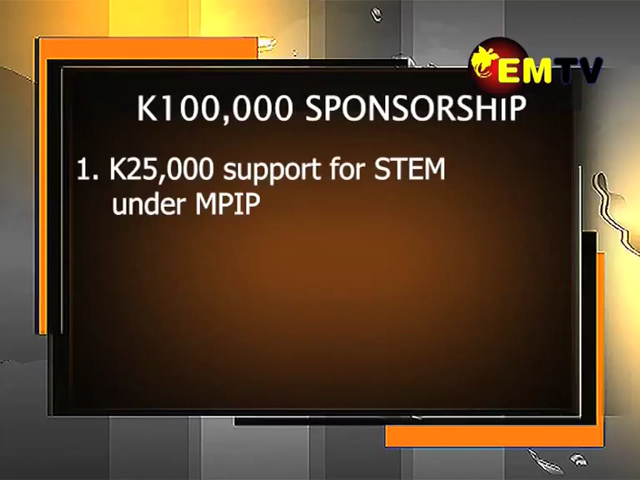 EMTV
K100,000 SPONSORSHIP
1. K25,000 support for STEM
under MPIP